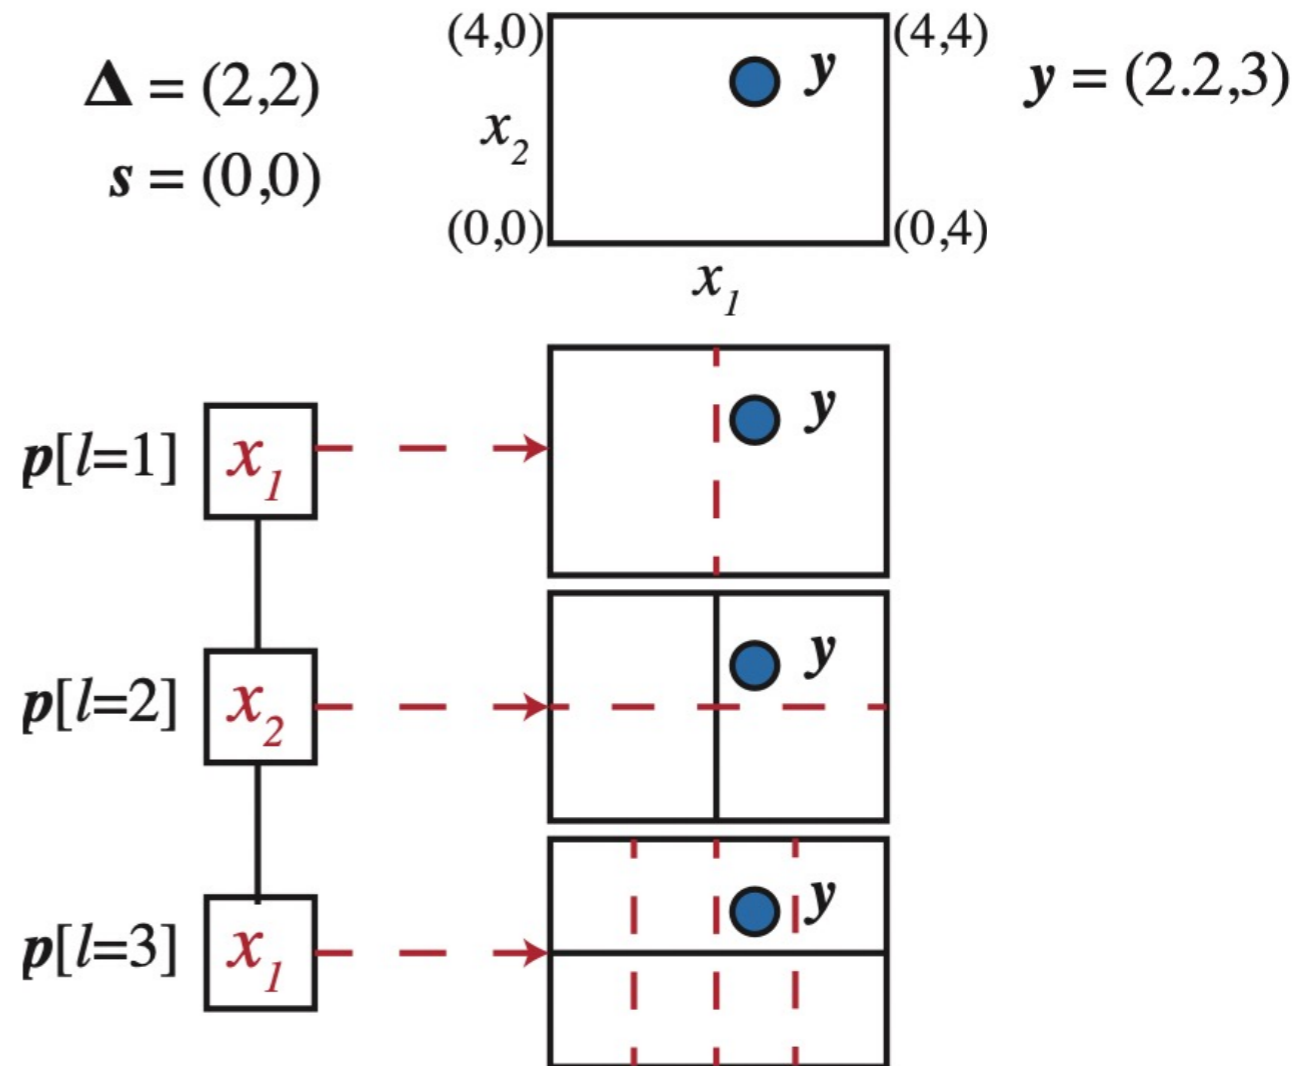 Δ = (2,2)
s = (0,0)
(4,0)
(4,4)
y
y = (2.2,3)
x₂
(0,0)
(0,4)
x₁
p[l=1]
x₁
y
p[l=2]
x₂
y
p[l=3]
x₁
y